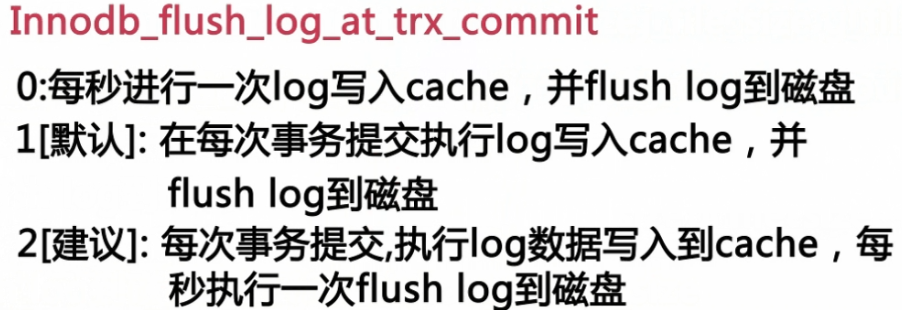 Innodb_flush_log_at_trx_commit
0:每秒进行一次log写入cache，并flush log到磁盘
1[默认]: 在每次事务提交执行log写入cache，并
flush log到磁盘
2[建议]: 每次事务提交,执行log数据写入到cache，每
秒执行一次flush log到磁盘